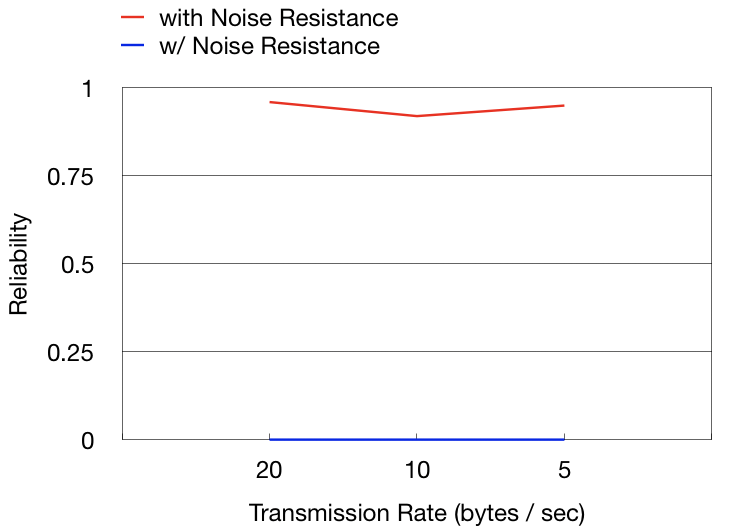 with Noise Resistance
w/ Noise Resistance
1
0.75
0.5
0.25
0
Reliability
20 10 5
Transmission Rate (bytes / sec)